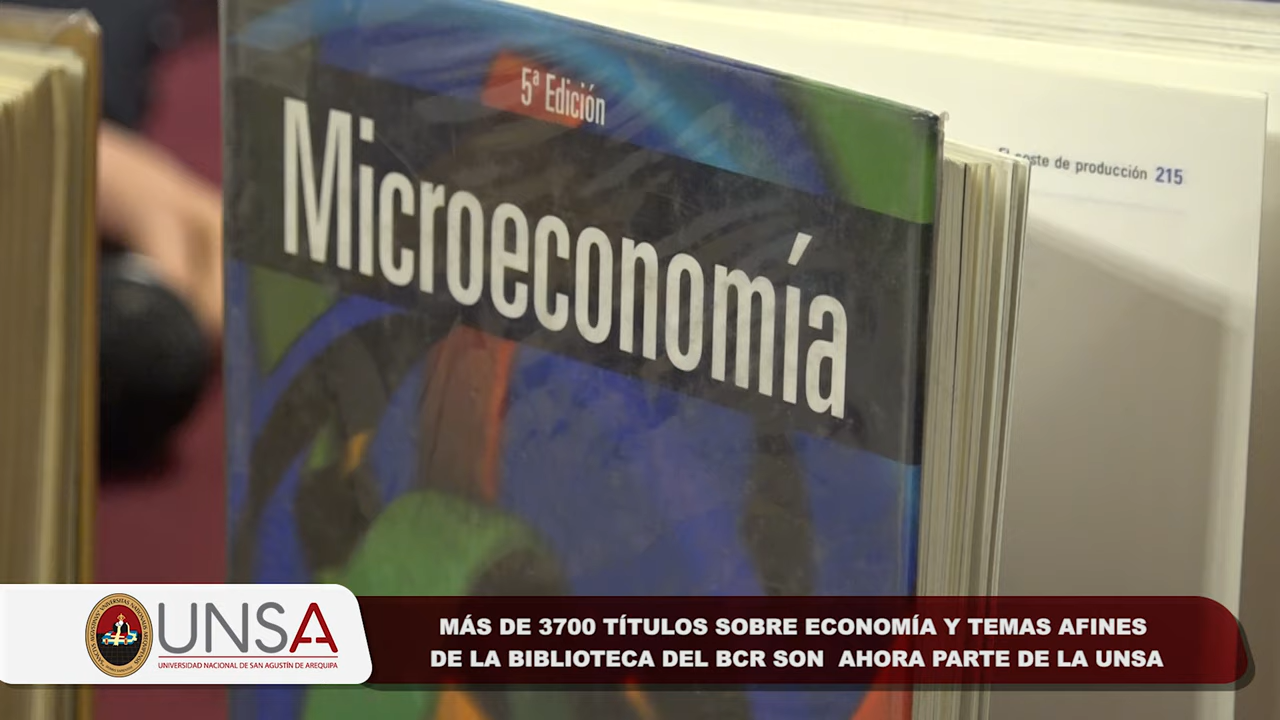 5ª Edición
Microeconomía
de producción 215
UNSA
UNIVERSIDAD NACIONAL DE SAN AGUSTÍN DE AREQUIPA
MÁS DE 3700 TÍTULOS SOBRE ECONOMÍA Y TEMAS AFINES
DE LA BIBLIOTECA DEL BCR SON AHORA PARTE DE LA UNSA